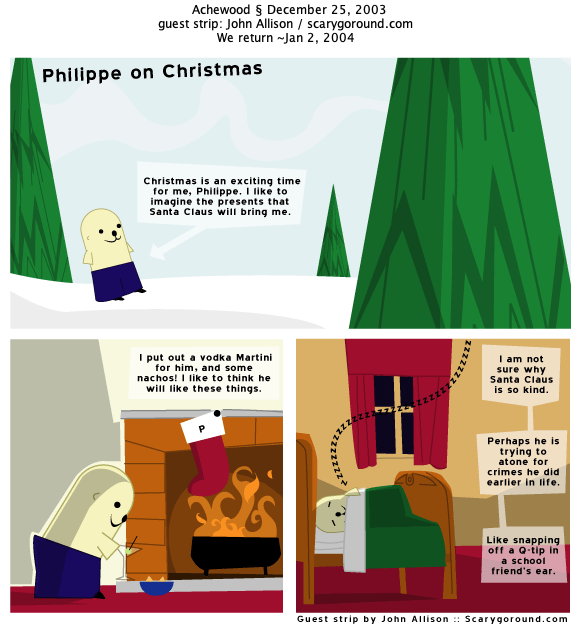 Achewood § December 25, 2003
guest strip: John Allison / scarygoround.com
We return ~Jan 2, 2004
Philippe on Christmas
Christmas is an exciting time
for me, Philippe. I like to
imagine the presents that
Santa Claus will bring me.
I put out a vodka Martini
for him, and some
nachos! I like to think he
will like these things.
P
zzzzzzzzzzzzzzzzzzzzzzzzzzzzzzzzzzzz
I am not
sure why
Santa Claus
is so kind.
Perhaps he is
trying to
atone for
crimes he did
earlier in life.
Like snapping
off a Q-tip in
a school
friend's ear.
Guest strip by John Allison :: Scarygoround.com